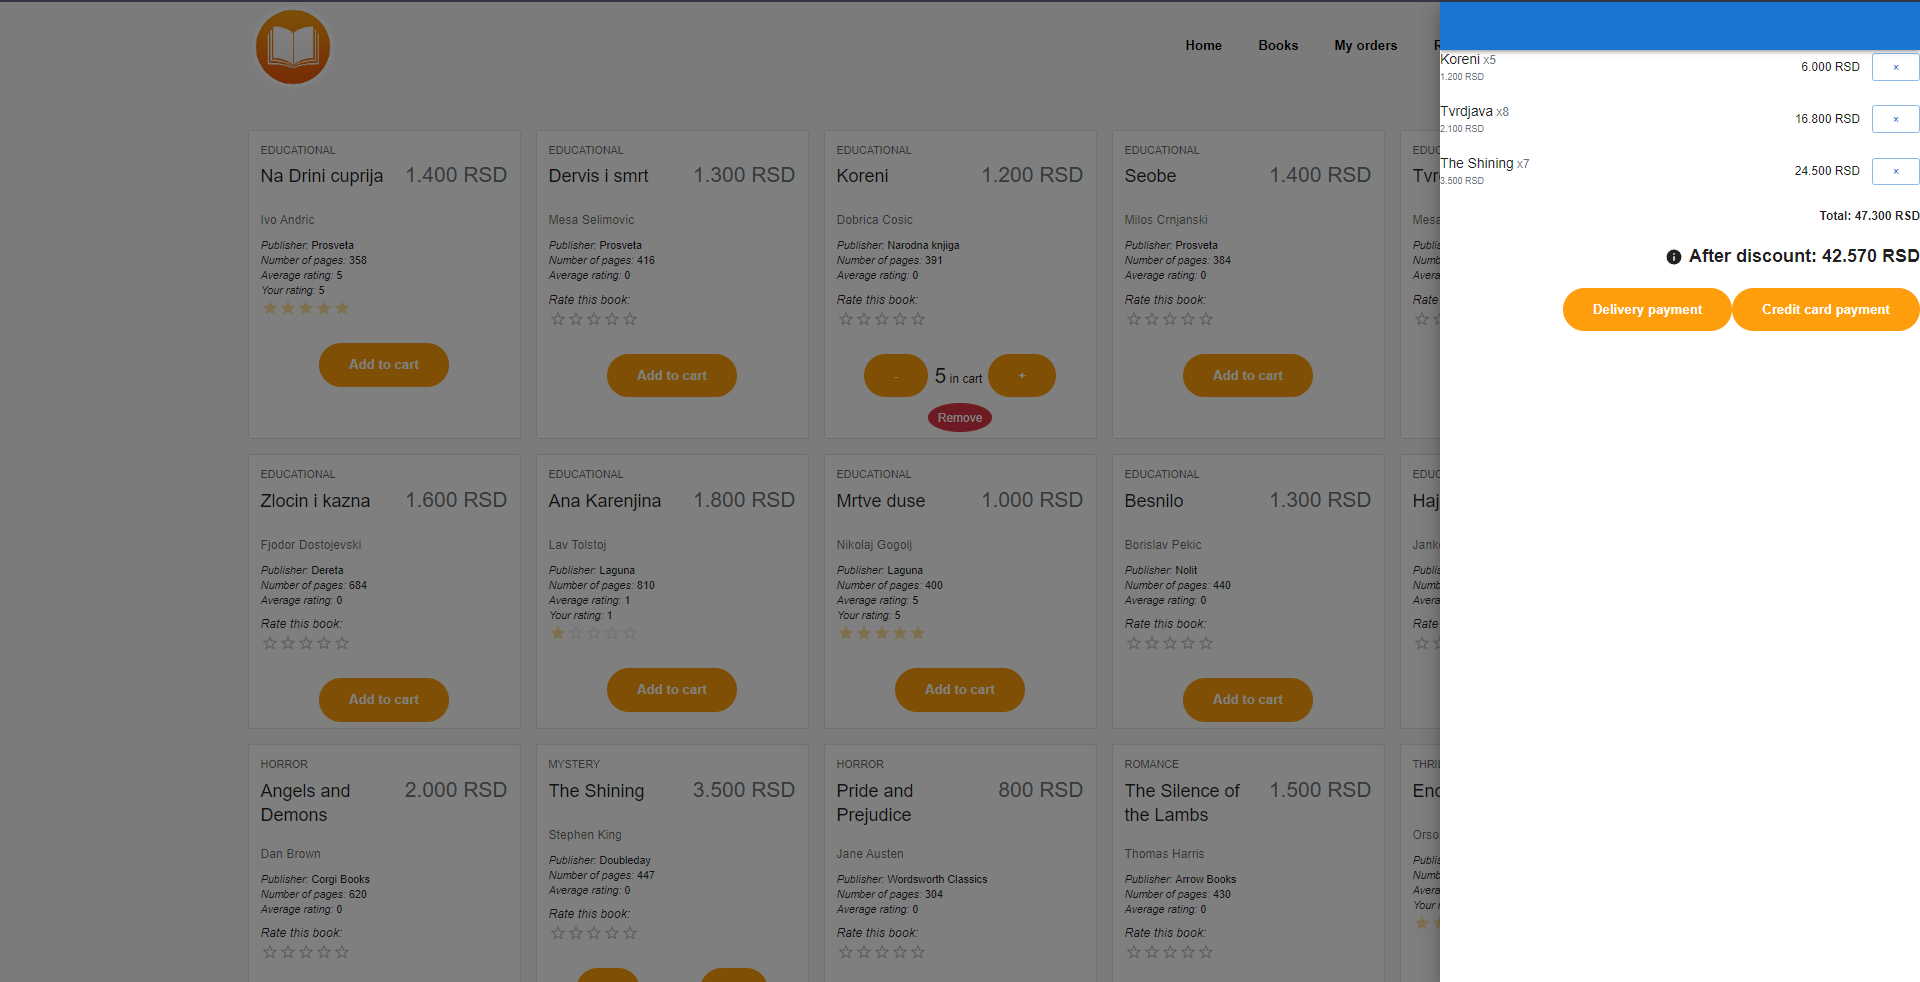 Home Books My orders
EDUCATIONAL
Na Drini cuprija 1.400 RSD
Ivo Andric
Publisher: Prosveta
Number of pages: 358
Average rating: 5
Your rating: 5
Add to cart
EDUCATIONAL
Dervis i smrt 1.300 RSD
Mesa Selimovic
Publisher: Prosveta
Number of pages: 416
Average rating: 0
Rate this book:
Add to cart
EDUCATIONAL
Koreni 1.200 RSD
Dobrica Cosic
Publisher: Narodna knjiga
Number of pages: 391
Average rating: 0
Rate this book:
- 5 in cart +
Remove
EDUCATIONAL
Seobe 1.400 RSD
Milos Crnjanski
Publisher: Prosveta
Number of pages: 384
Average rating: 0
Rate this book:
Add to cart
EDUC
Tvr
Mesa
Publis
Numb
Avera
Rate
EDUCATIONAL
Zlocin i kazna 1.600 RSD
Fjodor Dostojevski
Publisher: Dereta
Number of pages: 684
Average rating: 0
Rate this book:
Add to cart
EDUCATIONAL
Ana Karenjina 1.800 RSD
Lav Tolstoj
Publisher: Laguna
Number of pages: 810
Average rating: 1
Your rating: 1
Add to cart
EDUCATIONAL
Mrtve duse 1.000 RSD
Nikolaj Gogolj
Publisher: Laguna
Number of pages: 400
Average rating: 5
Your rating: 5
Add to cart
EDUCATIONAL
Besnilo 1.300 RSD
Borislav Pekic
Publisher: Nolit
Number of pages: 440
Average rating: 0
Rate this book:
Add to cart
EDUC
Haj
Janko
Publis
Numb
Avera
Rate
HORROR
Angels and 2.000 RSD
Demons
Dan Brown
Publisher: Corgi Books
Number of pages: 620
Average rating: 0
Rate this book:
MYSTERY
The Shining 3.500 RSD
Stephen King
Publisher: Doubleday
Number of pages: 447
Average rating: 0
Rate this book:
HORROR
Pride and 800 RSD
Prejudice
Jane Austen
Publisher: Wordsworth Classics
Number of pages: 304
Average rating: 0
Rate this book:
ROMANCE
The Silence of 1.500 RSD
the Lambs
Thomas Harris
Publisher: Arrow Books
Number of pages: 430
Average rating: 0
Rate this book:
THRIL
End
Orso
Publis
Numb
Avera
Your r
Koreni x5 6.000 RSD ×
1.200 RSD
Tvrdjava x8 16.800 RSD ×
2.100 RSD
The Shining x7 24.500 RSD ×
3.500 RSD
Total: 47.300 RSD
After discount: 42.570 RSD
Delivery payment Credit card payment